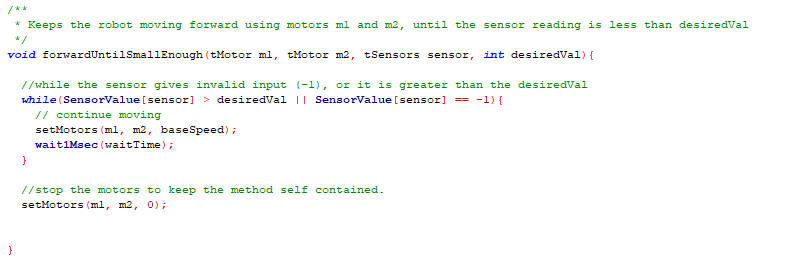 /**
 * Keeps the robot moving forward using motors m1 and m2, until the sensor reading is less than desiredVal
 */
void forwardUntilSmallEnough(tMotor m1, tMotor m2, tSensors sensor, int desiredVal){
  //while the sensor gives invalid input (-1), or it is greater than the desiredVal
  while(SensorValue[sensor] > desiredVal || SensorValue[sensor] == -1){
    // continue moving
    setMotors(m1, m2, baseSpeed);
    wait1Msec(waitTime);
  }
  //stop the motors to keep the method self contained.
  setMotors(m1, m2, 0);
}